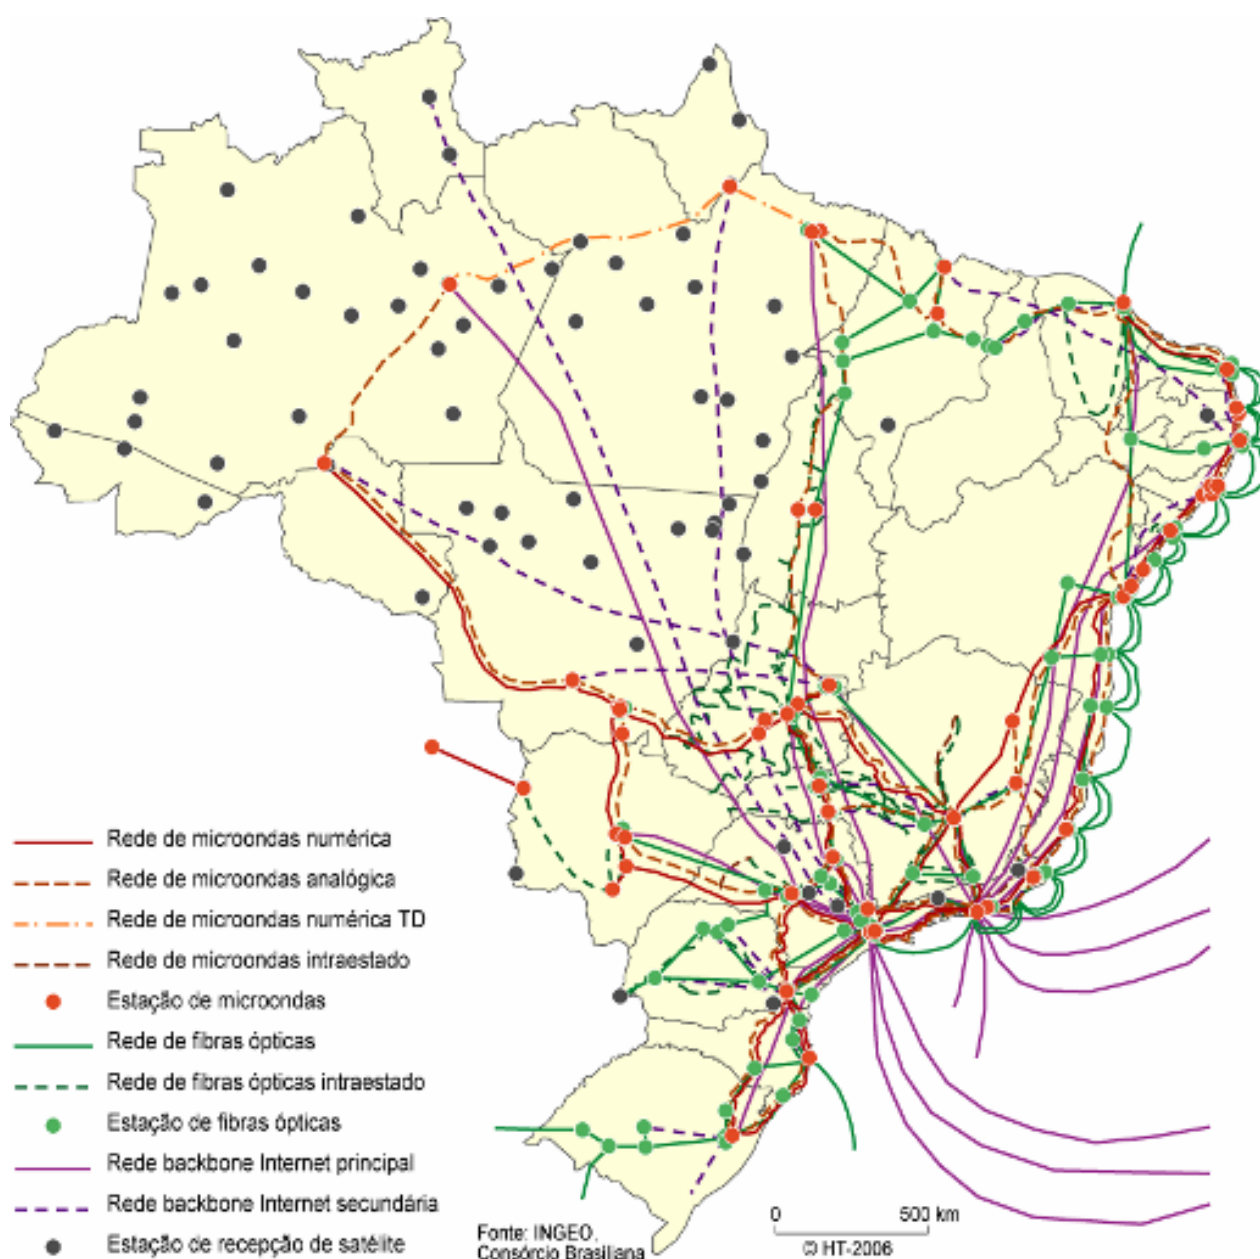 Rede de microondas numérica
Rede de microondas analógica
Rede de microondas numérica TD
Rede de microondas intraestado
Estação de microondas
Rede de fibras ópticas
Rede de fibras ópticas intraestado
Estação de fibras ópticas
Rede backbone Internet principal
Rede backbone Internet secundária
Estação de recepção de satélite
Fonte: INGEO,
Consórcio Brasiliana
0 500 km
© HT-2006